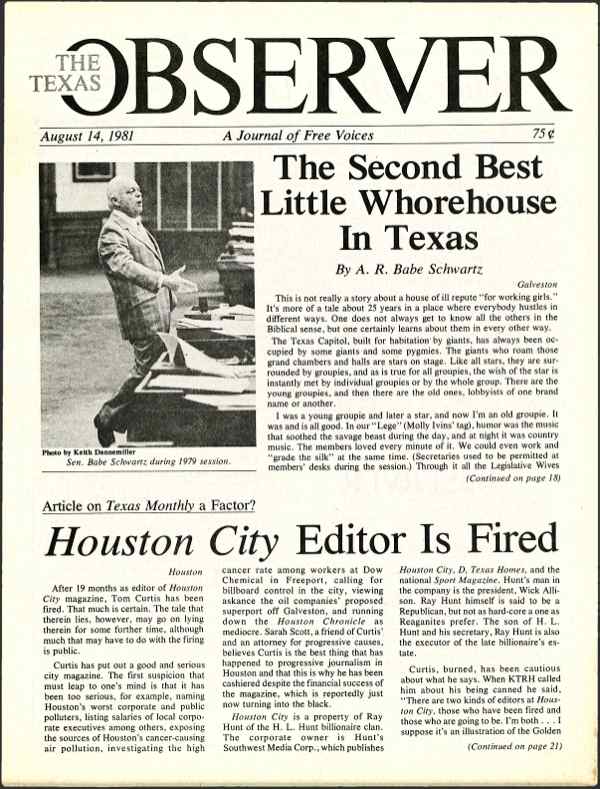 THE TEXAS OBSERVER
August 14, 1981 A Journal of Free Voices 75¢
The Second Best
Little Whorehouse
In Texas
By A. R. Babe Schwartz
Galveston
This is not really a story about a house of ill repute "for working girls."
It's more of a tale about 25 years in a place where everybody hustles in
different ways. One does not always get to know all the others in the
Biblical sense, but one certainly learns about them in every other way.
The Texas Capitol, built for habitation by giants, has always been oc-
cupied by some giants and some pygmies. The giants who roam those
grand chambers and halls are stars on stage. Like all stars, they are sur-
rounded by groupies, and as is true for all groupies, the wish of the star is
instantly met by individual groupies or by the whole group. There are the
young groupies, and then there are the old ones, lobbyists of one brand
name or another.
I was a young groupie and later a star, and now I'm an old groupie. It
was and is all good. In our "Lege" (Molly Ivins' tag), humor was the music
that soothed the savage beast during the day, and at night it was country
music. The members loved every minute of it. We could even work and
"grade the silk" at the same time. (Secretaries used to be permitted at
members' desks during the session.) Through it all the Legislative Wives
(Continued on page 18)
Photo by Keith Dannemiller
Sen. Babe Schwartz during 1979 session.
Article on Texas Monthly a Factor?
Houston City Editor Is Fired
Houston
After 19 months as editor of Houston
City magazine, Tom Curtis has been
fired. That much is certain. The tale that
therein lies, however, may go on lying
therein for some further time, although
much that may have to do with the firing
is public.
Curtis has put out a good and serious
city magazine. The first suspicion that
must leap to one's mind is that it has
been too serious, for example, naming
Houston's worst corporate and public
polluters, listing salaries of local corpo-
rate executives among others, exposing
the sources of Houston's cancer-causing
air pollution, investigating the high
cancer rate among workers at Dow
Chemical in Freeport, calling for
billboard control in the city, viewing
askance the oil companies' proposed
superport off Galveston, and running
down the Houston Chronicle as
mediocre. Sarah Scott, a friend of Curtis'
and an attorney for progressive causes,
believes Curtis is the best thing that has
happened to progressive journalism in
Houston and that this is why he has been
cashiered despite the financial success of
the magazine, which is reportedly just
now turning into the black.
Houston City is a property of Ray
Hunt of the H. L. Hunt billionaire clan.
The corporate owner is Hunt's
Southwest Media Corp., which publishes
Houston City, D, Texas Homes, and the
national Sport Magazine. Hunt's man in
the company is the president, Wick Alli-
son. Ray Hunt himself is said to be a
Republican, but not as hard-core a one as
Reaganites prefer. The son of H. L.
Hunt and his secretary, Ray Hunt is also
the executor of the late billionaire's es-
tate.
Curtis, burned, has been cautious
about what he says. When KTRH called
him about his being canned he said,
"There are two kinds of editors at Hous-
ton City, those who have been fired and
those who are going to be. I'm both . . . I
suppose it's an illustration of the Golden
(Continued on page 21)